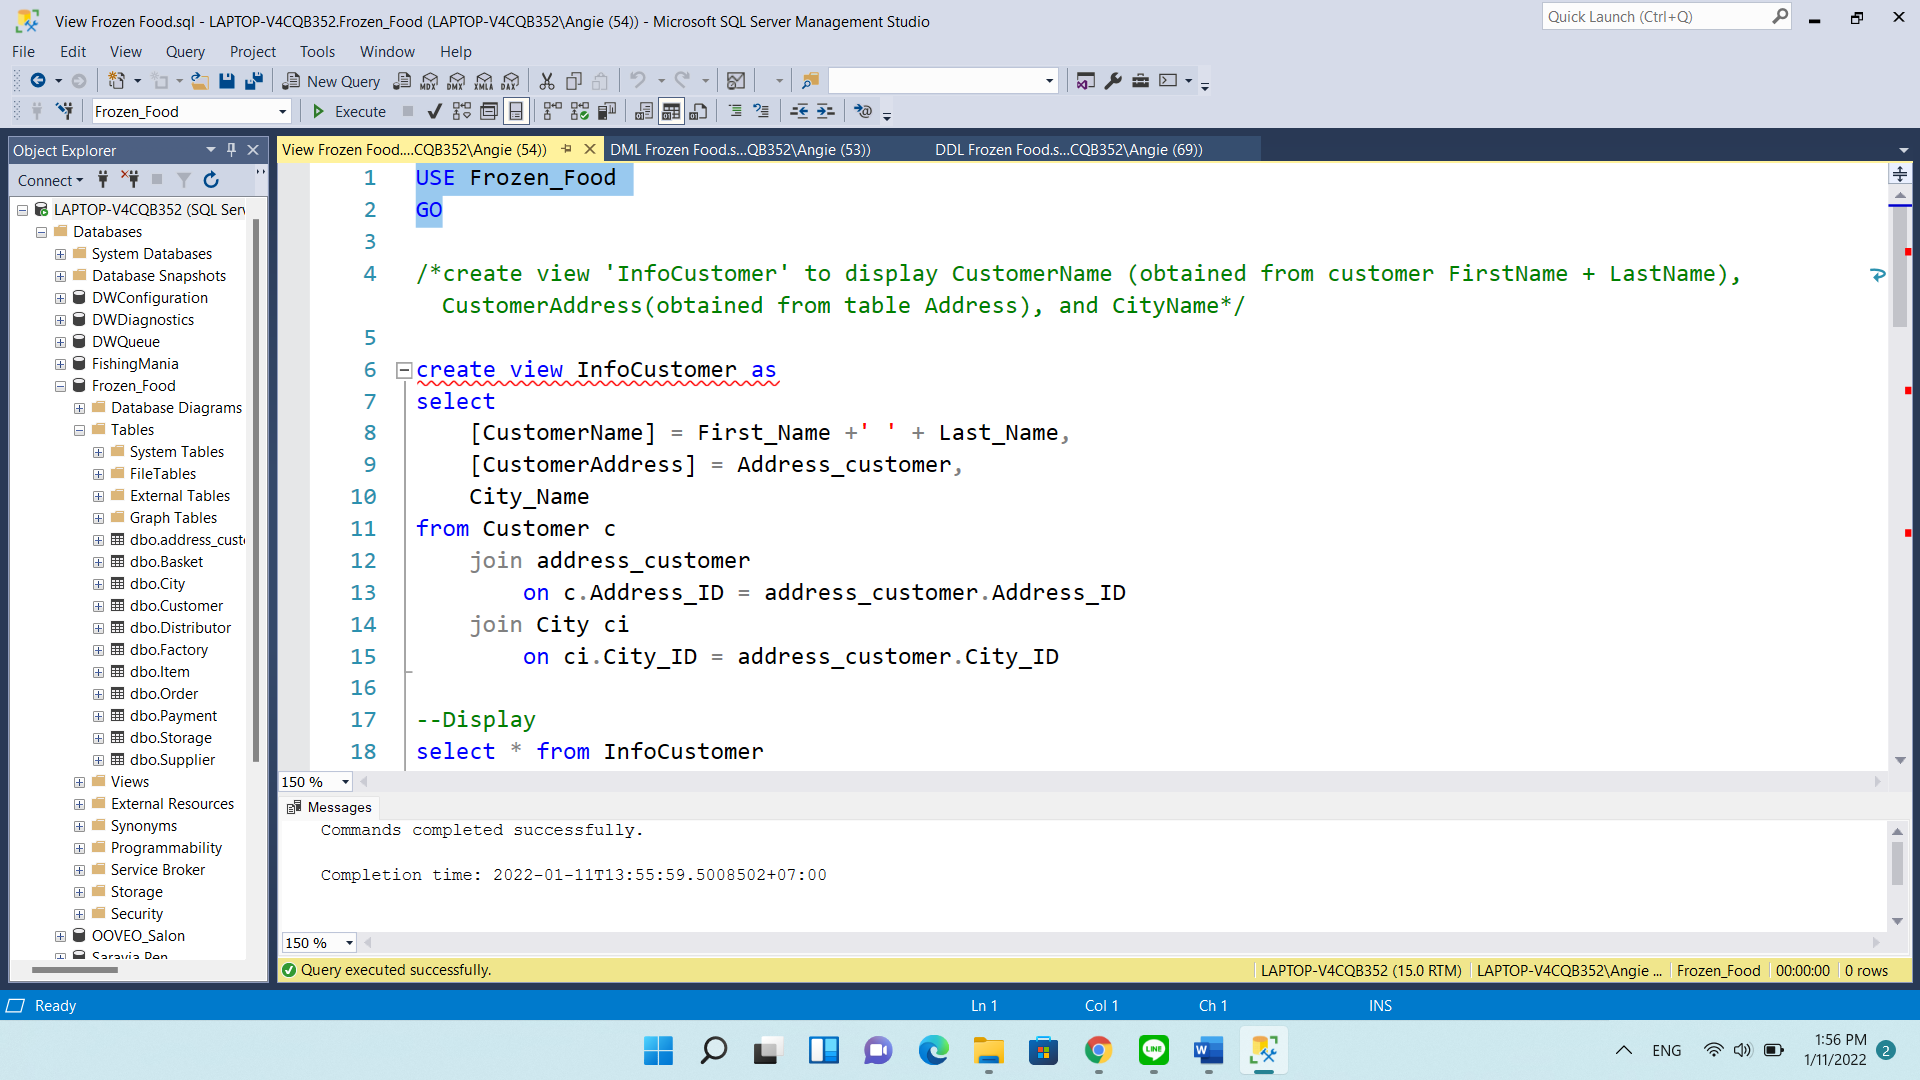 View Frozen Food.sql - LAPTOP-V4CQB352.Frozen_Food (LAPTOP-V4CQB352\Angie (54)) - Microsoft SQL Server Management Studio
Quick Launch (Ctrl+Q)
File Edit View Query Project Tools Window Help
New Query MDX DMX XMLA DAX
Frozen_Food Execute
Object Explorer
Connect
LAPTOP-V4CQB352 (SQL Ser
Databases
System Databases
Database Snapshots
DWConfiguration
DWDiagnostics
DWQueue
FishingMania
Frozen_Food
Database Diagrams
Tables
System Tables
FileTables
External Tables
Graph Tables
dbo.address_cust
dbo.Basket
dbo.City
dbo.Customer
dbo.Distributor
dbo.Factory
dbo.Item
dbo.Order
dbo.Payment
dbo.Storage
dbo.Supplier
Views
External Resources
Synonyms
Programmability
Service Broker
Storage
Security
OOVEO_Salon
Saravia Pen
View Frozen Food....CQB352\Angie (54)) DML Frozen Food.s...QB352\Angie (53)) DDL Frozen Food.s...CQB352\Angie (69))
1 USE Frozen_Food
2 GO
3
4 /*create view 'InfoCustomer' to display CustomerName (obtained from customer FirstName + LastName),
CustomerAddress(obtained from table Address), and CityName*/
5
6 create view InfoCustomer as
7 select
8 [CustomerName] = First_Name +' ' + Last_Name,
9 [CustomerAddress] = Address_customer,
10 City_Name
11 from Customer c
12 join address_customer
13 on c.Address_ID = address_customer.Address_ID
14 join City ci
15 on ci.City_ID = address_customer.City_ID
16
17 --Display
18 select * from InfoCustomer
150 %
Messages
Commands completed successfully.
Completion time: 2022-01-11T13:55:59.5008502+07:00
150 %
Query executed successfully. LAPTOP-V4CQB352 (15.0 RTM) LAPTOP-V4CQB352\Angie ... Frozen_Food 00:00:00 0 rows
Ready Ln 1 Col 1 Ch 1 INS
LINE W ENG 1:56 PM
1/11/2022 2